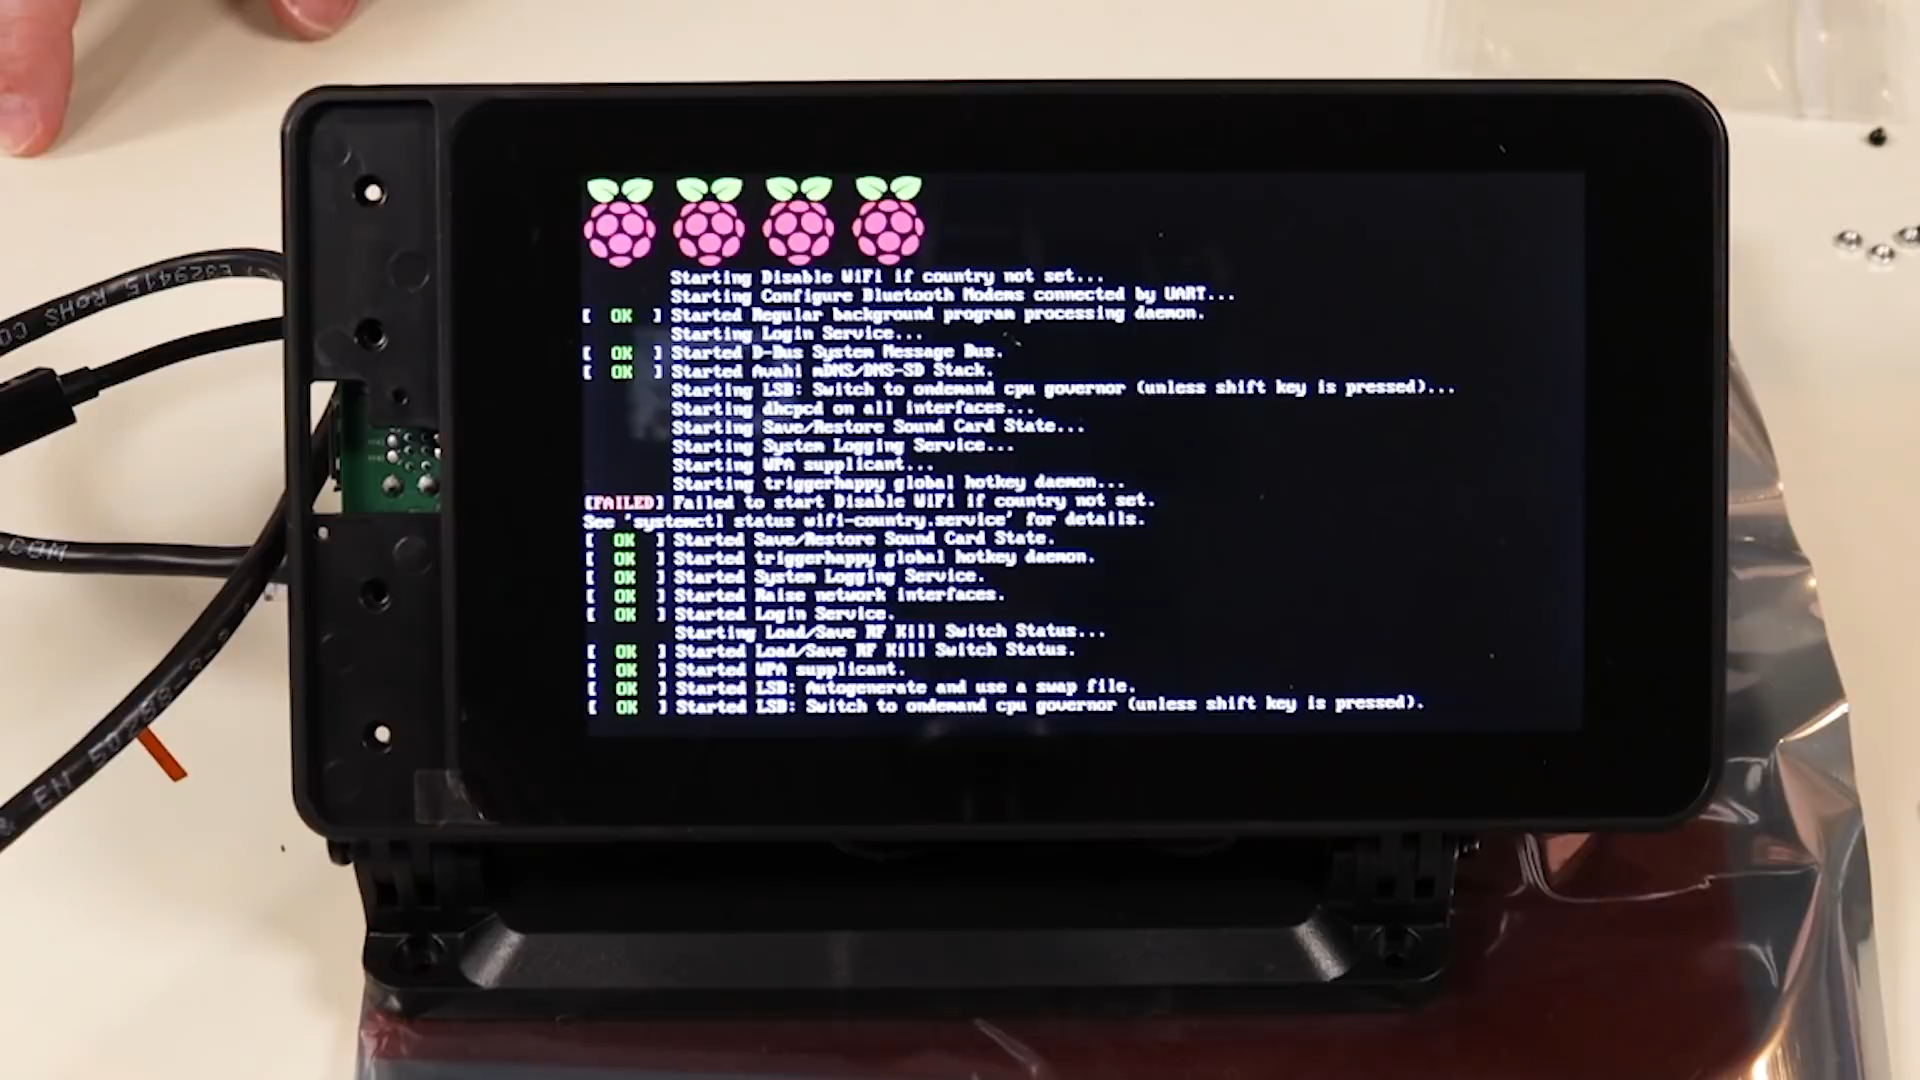 Starting Disable WiFi if country not set...
Starting Configure Bluetooth Modems connected by UART...
[ OK ] Started Regular background program processing daemon.
Starting Login Service...
[ OK ] Started D-Bus System Message Bus.
[ OK ] Started Avahi mDNS/DNS-SD Stack.
Starting LSB: Switch to ondemand cpu governor (unless shift key is pressed)...
Starting dhcpcd on all interfaces...
Starting Save/Restore Sound Card State...
Starting System Logging Service...
Starting WPA supplicant...
Starting triggerhappy global hotkey daemon...
[FAILED] Failed to start Disable WiFi if country not set.
See 'systemctl status wifi-country.service' for details.
[ OK ] Started Save/Restore Sound Card State.
[ OK ] Started triggerhappy global hotkey daemon.
[ OK ] Started System Logging Service.
[ OK ] Started Raise network interfaces.
[ OK ] Started Login Service.
Starting Load/Save RF Kill Switch Status...
[ OK ] Started Load/Save RF Kill Switch Status.
[ OK ] Started WPA supplicant.
[ OK ] Started LSB: Autogenerate and use a swap file.
[ OK ] Started LSB: Switch to ondemand cpu governor (unless shift key is pressed).
E329415 RoHS CO
.COM
EN 50288